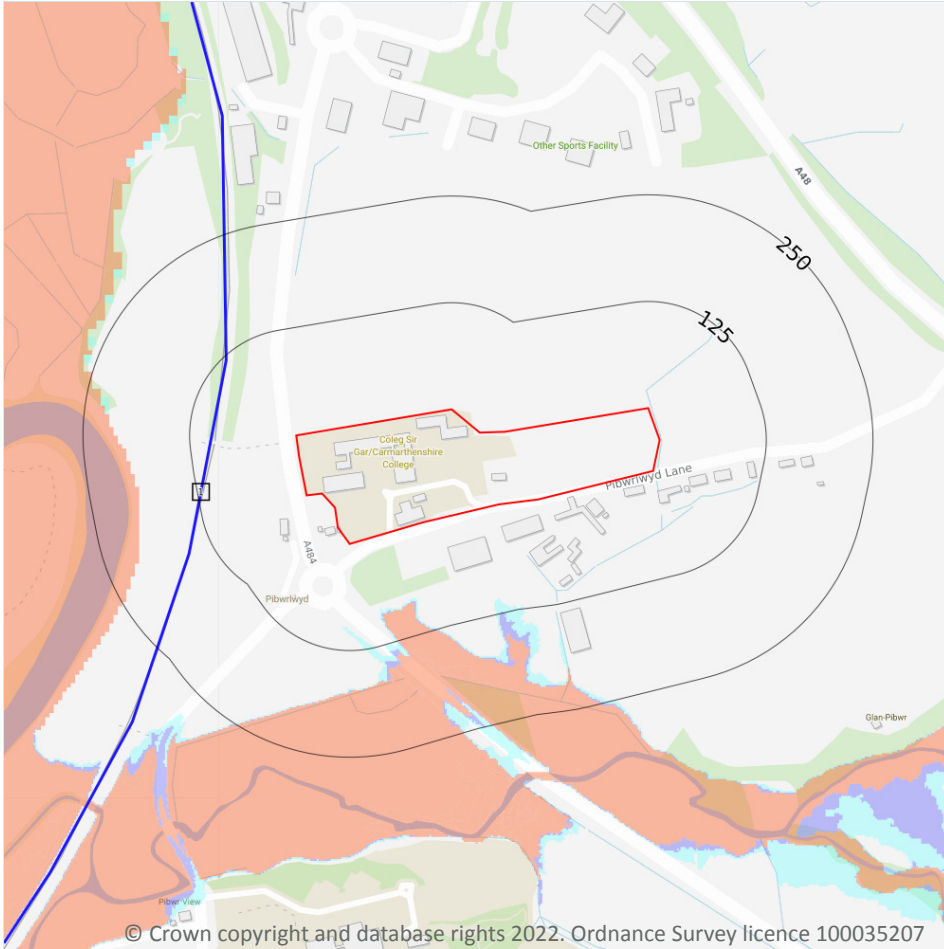 Other Sports Facility
A48
250
125
Coleg Sir
Gar/Carmarthenshire
College
Pibwrlwyd Lane
1
A484
Pibwrlwyd
Glan-Pibwr
Pibwr View
© Crown copyright and database rights 2022. Ordnance Survey licence 100035207